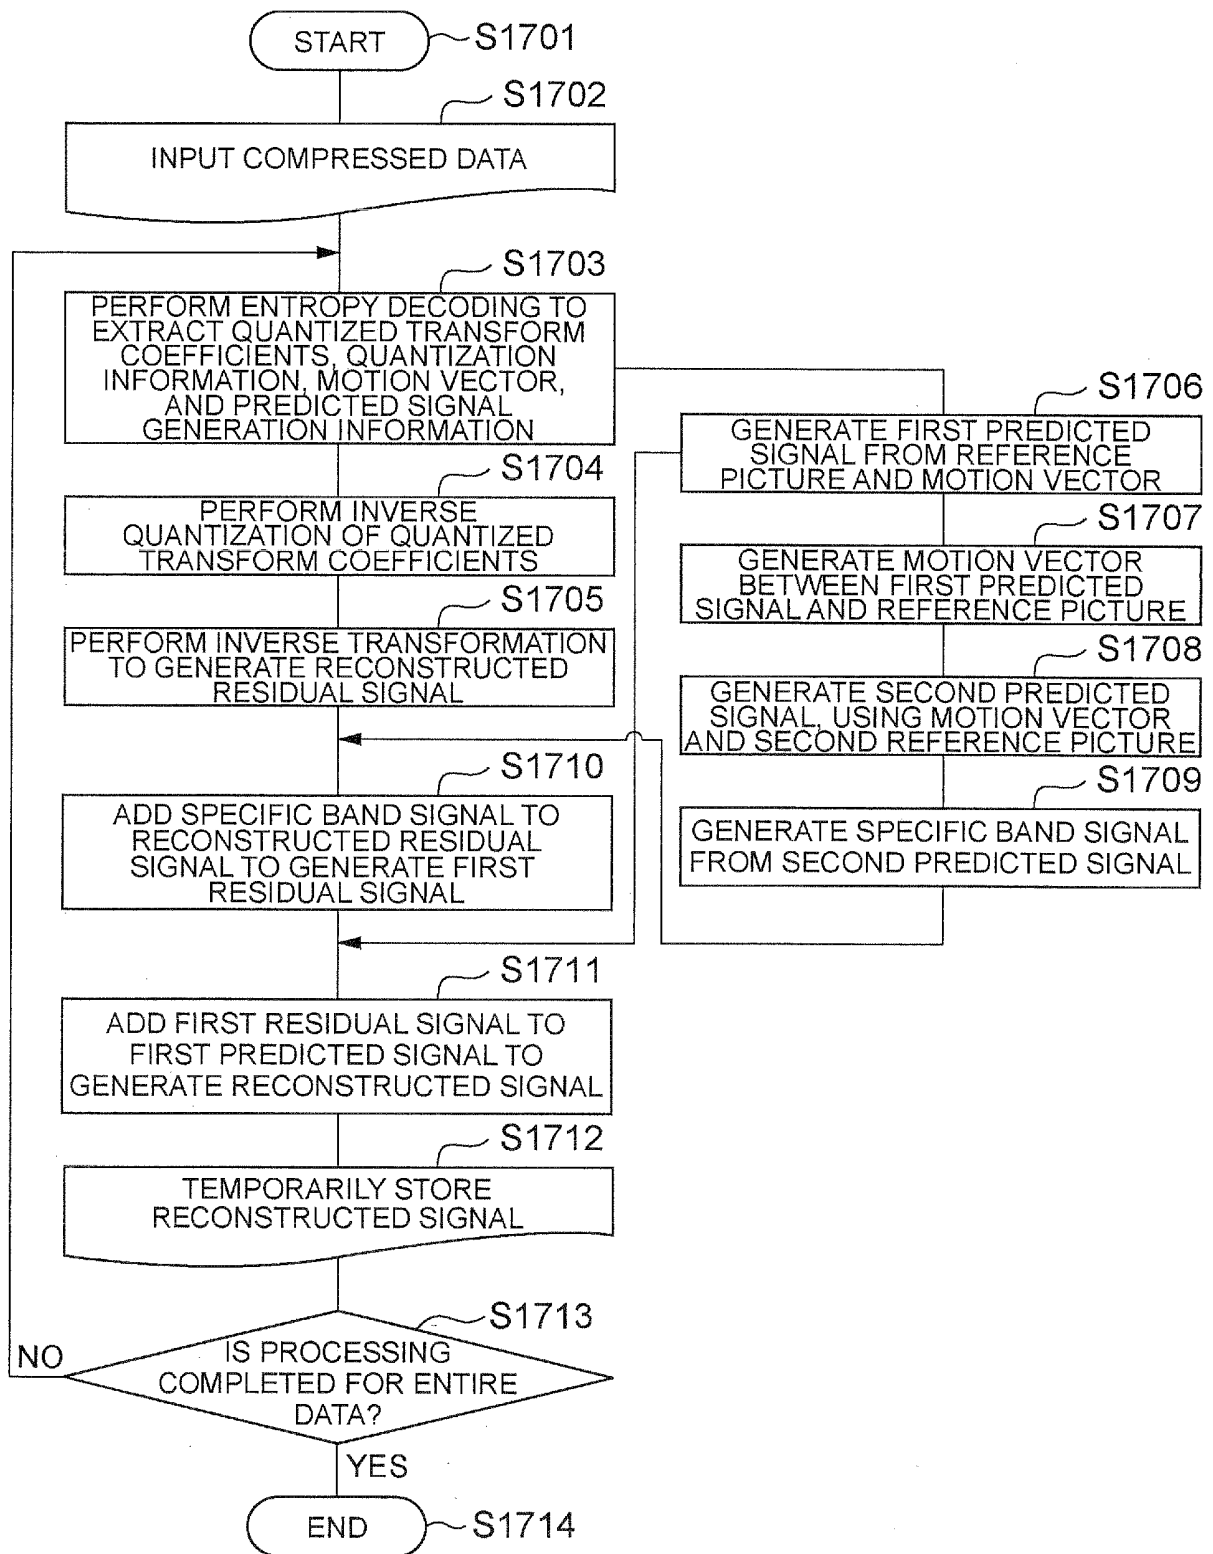 START
S1701
S1702
INPUT COMPRESSED DATA
S1703
PERFORM ENTROPY DECODING TO
EXTRACT QUANTIZED TRANSFORM
COEFFICIENTS, QUANTIZATION
INFORMATION, MOTION VECTOR,
AND PREDICTED SIGNAL
GENERATION INFORMATION
S1704
PERFORM INVERSE
QUANTIZATION OF QUANTIZED
TRANSFORM COEFFICIENTS
S1705
PERFORM INVERSE TRANSFORMATION
TO GENERATE RECONSTRUCTED
RESIDUAL SIGNAL
S1706
GENERATE FIRST PREDICTED
SIGNAL FROM REFERENCE
PICTURE AND MOTION VECTOR
S1707
GENERATE MOTION VECTOR
BETWEEN FIRST PREDICTED
SIGNAL AND REFERENCE PICTURE
S1708
GENERATE SECOND PREDICTED
SIGNAL, USING MOTION VECTOR
AND SECOND REFERENCE PICTURE
S1709
GENERATE SPECIFIC BAND SIGNAL
FROM SECOND PREDICTED SIGNAL
S1710
ADD SPECIFIC BAND SIGNAL TO
RECONSTRUCTED RESIDUAL
SIGNAL TO GENERATE FIRST
RESIDUAL SIGNAL
S1711
ADD FIRST RESIDUAL SIGNAL TO
FIRST PREDICTED SIGNAL TO
GENERATE RECONSTRUCTED SIGNAL
S1712
TEMPORARILY STORE
RECONSTRUCTED SIGNAL
S1713
IS PROCESSING
COMPLETED FOR ENTIRE
DATA?
NO
YES
END
S1714